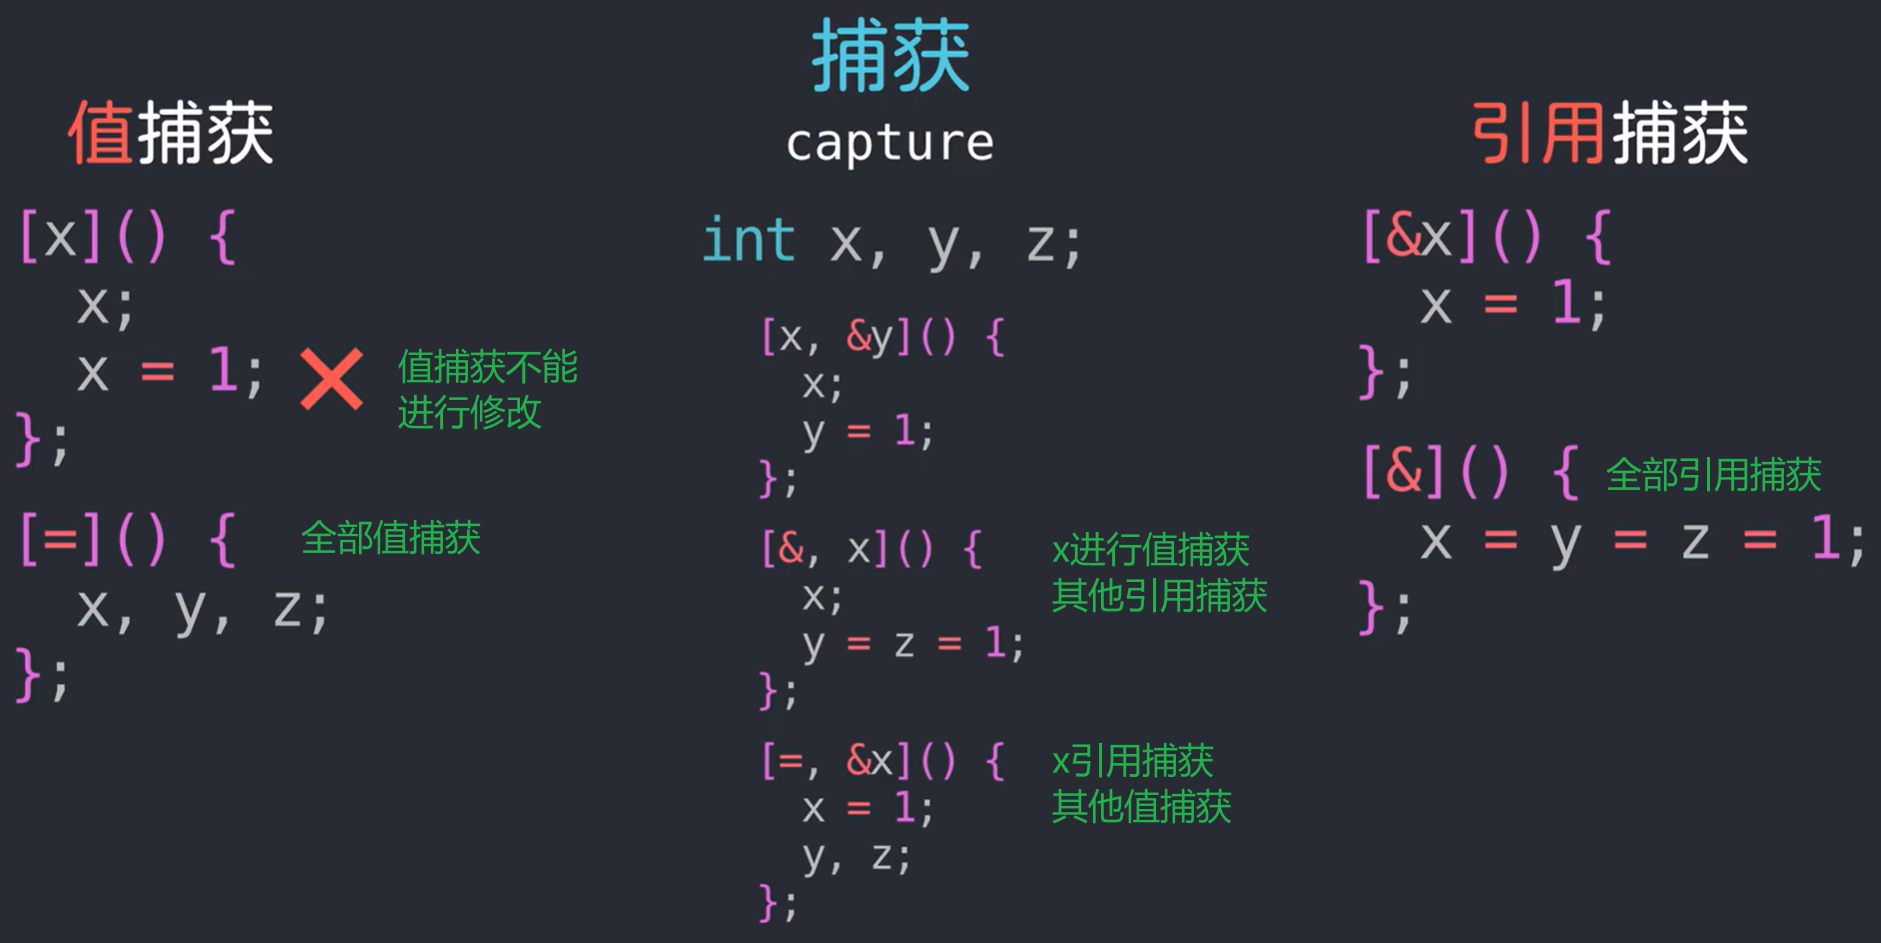 捕获
capture
int x, y, z;
值捕获
[x]() {
x;
x = 1;
值捕获不能
进行修改
};
[=]() {
全部值捕获
x, y, z;
};
[x, &y]() {
x;
y = 1;
};
[&, x]() {
x进行值捕获
其他引用捕获
x;
y = z = 1;
};
[=, &x]() {
x引用捕获
其他值捕获
x = 1;
y, z;
};
引用捕获
[&x]() {
x = 1;
};
[&]() {
全部引用捕获
x = y = z = 1;
};